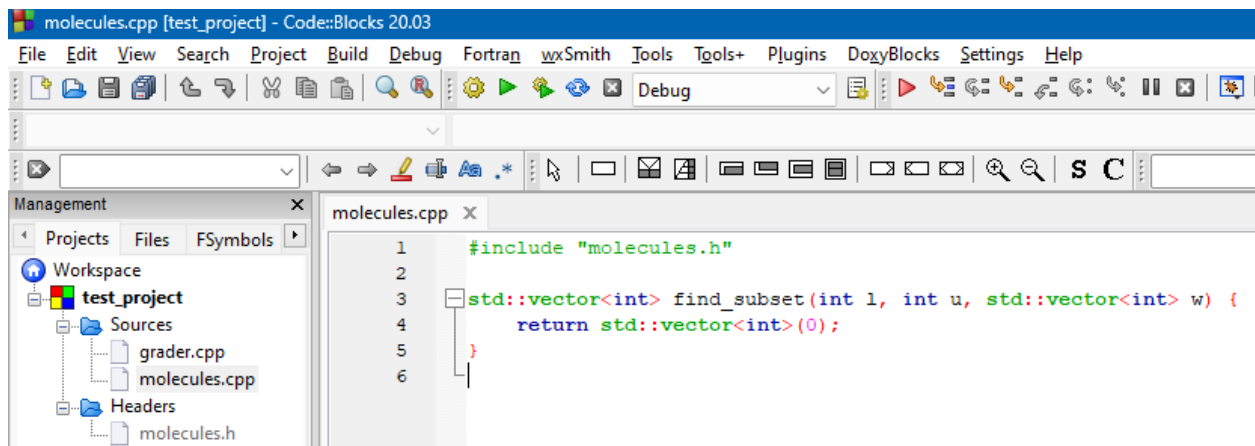 molecules.cpp [test_project] - Code::Blocks 20.03
File Edit View Search Project Build Debug Fortran wxSmith Tools Tools+ Plugins DoxyBlocks Settings Help
Debug
Aa .* S C
Management
molecules.cpp
Projects Files FSymbols
Workspace
test_project
Sources
grader.cpp
molecules.cpp
Headers
molecules.h
1 #include "molecules.h"
2
3 std::vector<int> find_subset(int l, int u, std::vector<int> w) {
4 return std::vector<int>(0);
5 }
6